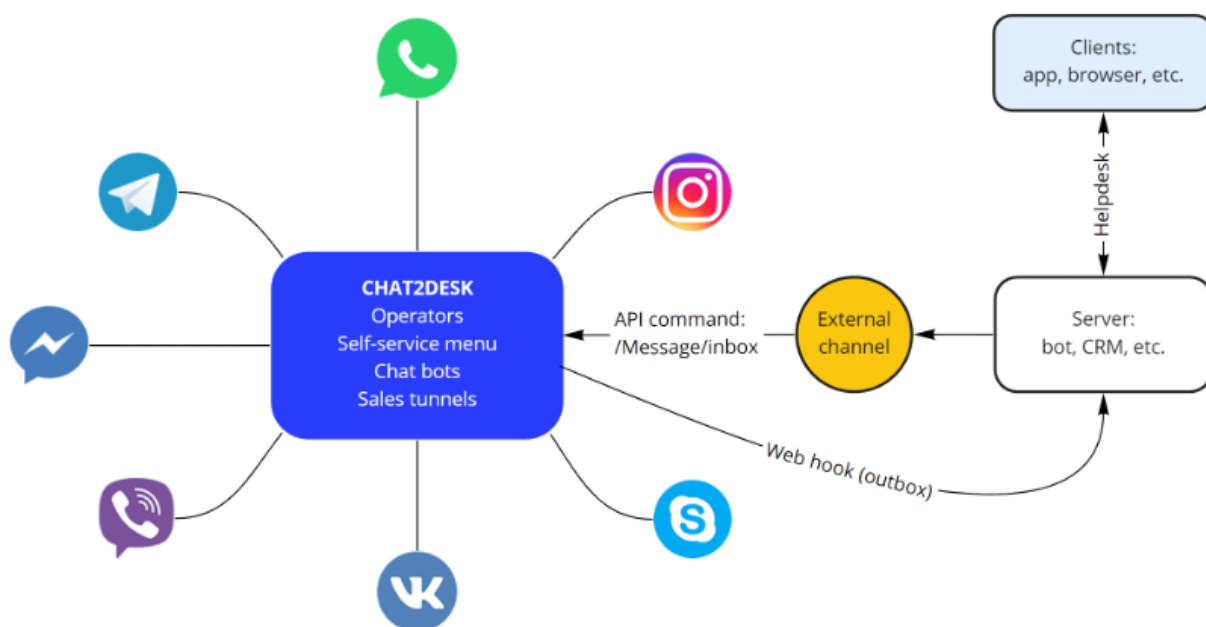 Clients:
app, browser, etc.
Helpdesk
CHAT2DESK
Operators
Self-service menu
Chat bots
Sales tunnels
API command:
/Message/inbox
External
channel
Server:
bot, CRM, etc.
Web hook (outbox)
S
VK